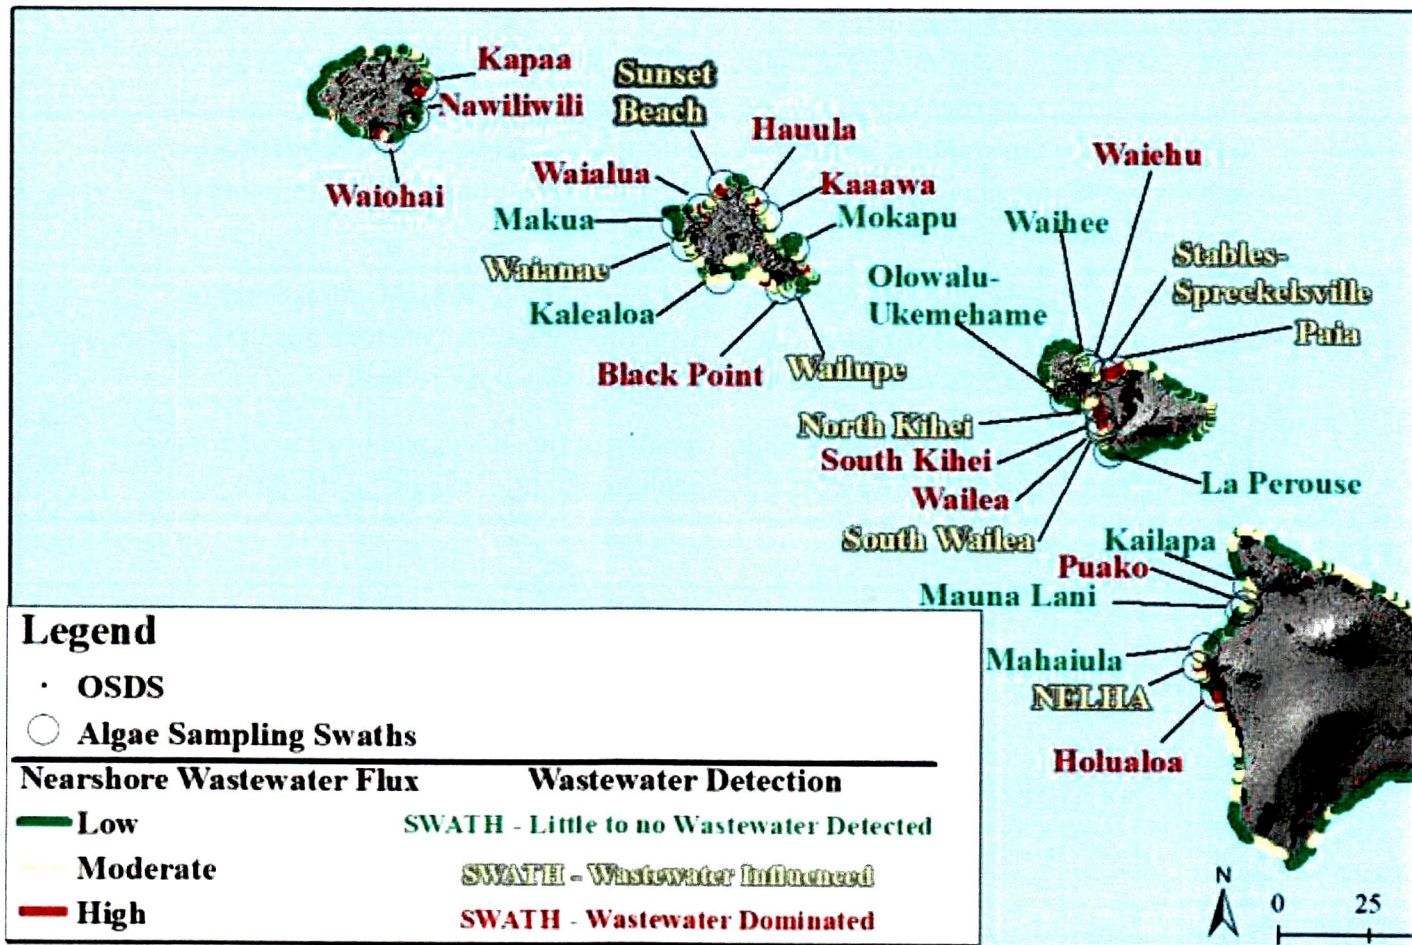 Kapaa
Nawiliwili
Waiohai
Sunset
Beach
Hauula
Waialua
Kaaawa
Makua
Mokapu
Waianae
Kalealoa
Black Point
Wailupe
Waiehu
Waihee
Stables-
Spreckelsville
Olowalu-
Ukemehame
Paia
North Kihei
South Kihei
Wailea
South Wailea
La Perouse
Kailapa
Puako
Mauna Lani
Mahaiula
NELHA
Holualoa
Legend
OSDS
Algae Sampling Swaths
Nearshore Wastewater Flux
Wastewater Detection
Low
SWATH - Little to no Wastewater Detected
Moderate
SWATH - Wastewater Influenced
High
SWATH - Wastewater Dominated
N
0 25